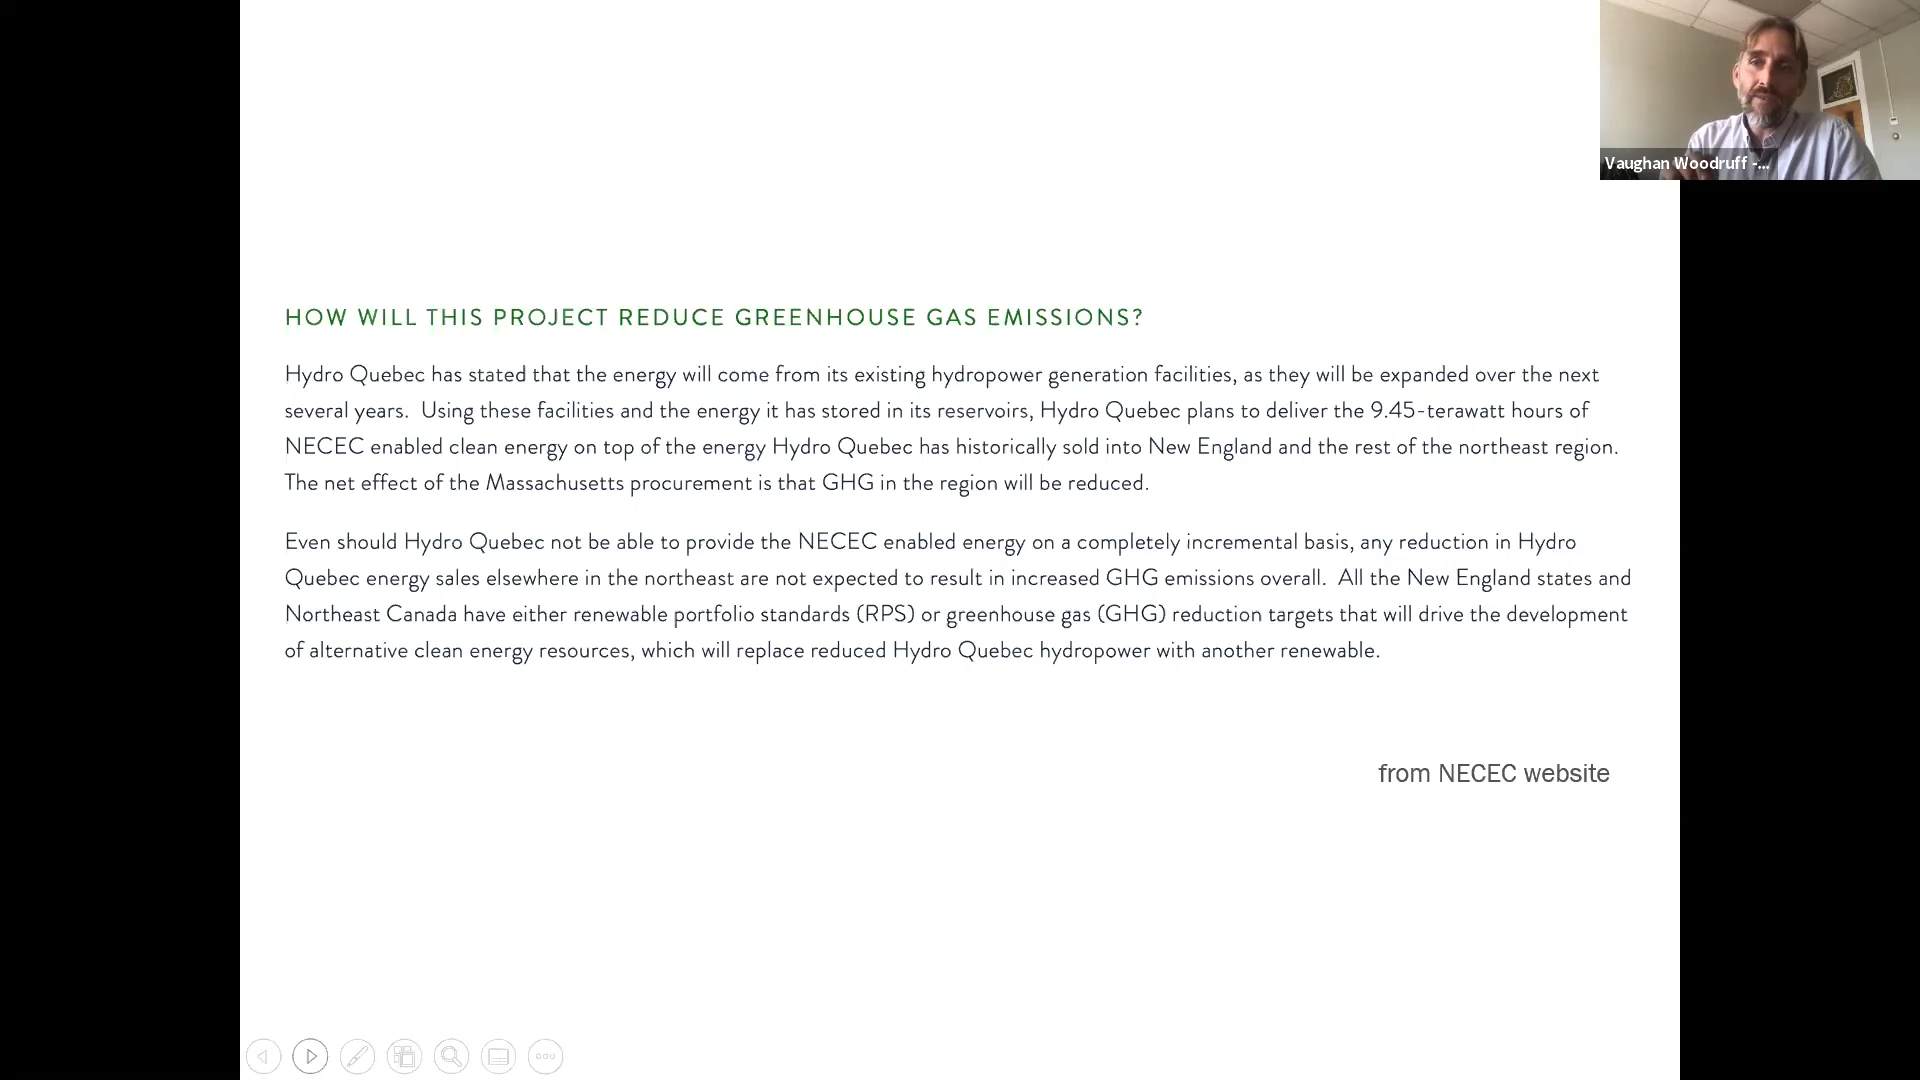 Vaughan Woodruff -...
HOW WILL THIS PROJECT REDUCE GREENHOUSE GAS EMISSIONS?
Hydro Quebec has stated that the energy will come from its existing hydropower generation facilities, as they will be expanded over the next
several years.  Using these facilities and the energy it has stored in its reservoirs, Hydro Quebec plans to deliver the 9.45-terawatt hours of
NECEC enabled clean energy on top of the energy Hydro Quebec has historically sold into New England and the rest of the northeast region.
The net effect of the Massachusetts procurement is that GHG in the region will be reduced.
Even should Hydro Quebec not be able to provide the NECEC enabled energy on a completely incremental basis, any reduction in Hydro
Quebec energy sales elsewhere in the northeast are not expected to result in increased GHG emissions overall.  All the New England states and
Northeast Canada have either renewable portfolio standards (RPS) or greenhouse gas (GHG) reduction targets that will drive the development
of alternative clean energy resources, which will replace reduced Hydro Quebec hydropower with another renewable.
from NECEC website